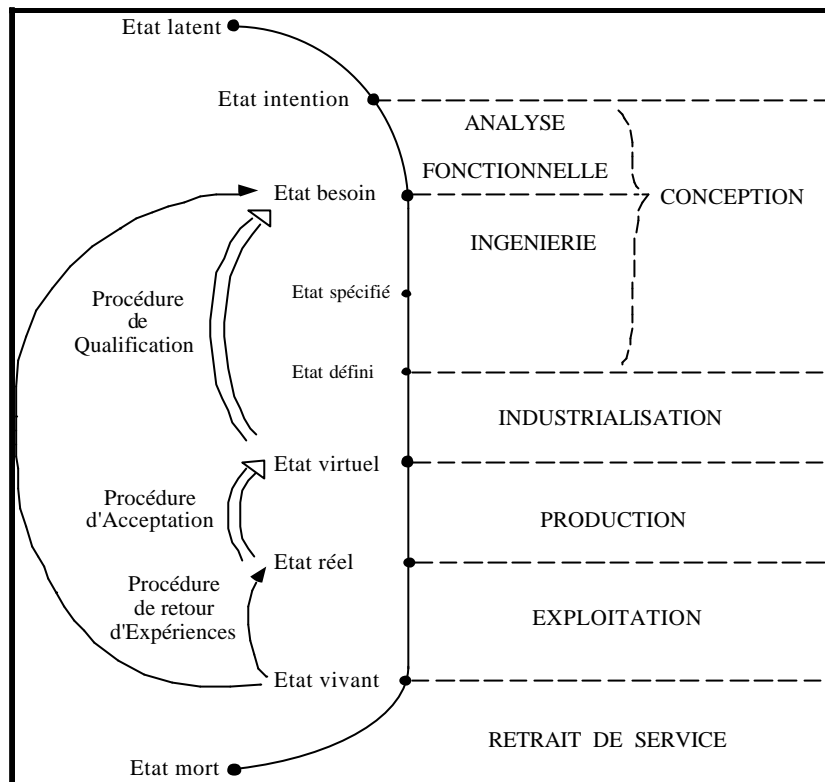 Etat latent
Etat intention
ANALYSE
FONCTIONNELLE
Etat besoin
CONCEPTION
INGENIERIE
Etat spécifié
Procédure
de
Qualification
Etat défini
INDUSTRIALISATION
Etat virtuel
Procédure
d'Acceptation
PRODUCTION
Etat réel
Procédure
de retour
d'Expériences
EXPLOITATION
Etat vivant
RETRAIT DE SERVICE
Etat mort